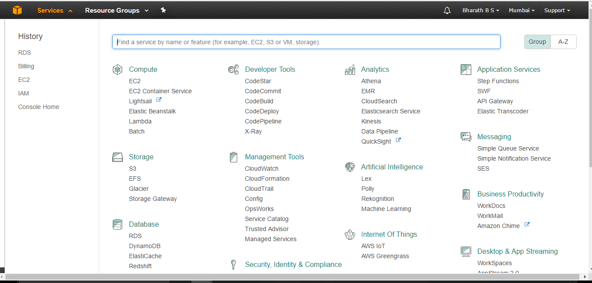 Services Resource Groups Bharath B S Mumbai Support
History
RDS
Billing
EC2
IAM
Console Home
Find a service by name or feature (for example, EC2, S3 or VM, storage).
Group A-Z
Compute
EC2
EC2 Container Service
Lightsail
Elastic Beanstalk
Lambda
Batch
Storage
S3
EFS
Glacier
Storage Gateway
Database
RDS
DynamoDB
ElastiCache
Redshift
Developer Tools
CodeStar
CodeCommit
CodeBuild
CodeDeploy
CodePipeline
X-Ray
Management Tools
CloudWatch
CloudFormation
CloudTrail
Config
OpsWorks
Service Catalog
Trusted Advisor
Managed Services
Security, Identity & Compliance
Analytics
Athena
EMR
CloudSearch
Elasticsearch Service
Kinesis
Data Pipeline
QuickSight
Artificial Intelligence
Lex
Polly
Rekognition
Machine Learning
Internet Of Things
AWS IoT
AWS Greengrass
Application Services
Step Functions
SWF
API Gateway
Elastic Transcoder
Messaging
Simple Queue Service
Simple Notification Service
SES
Business Productivity
WorkDocs
WorkMail
Amazon Chime
Desktop & App Streaming
WorkSpaces
AppStream 2.0